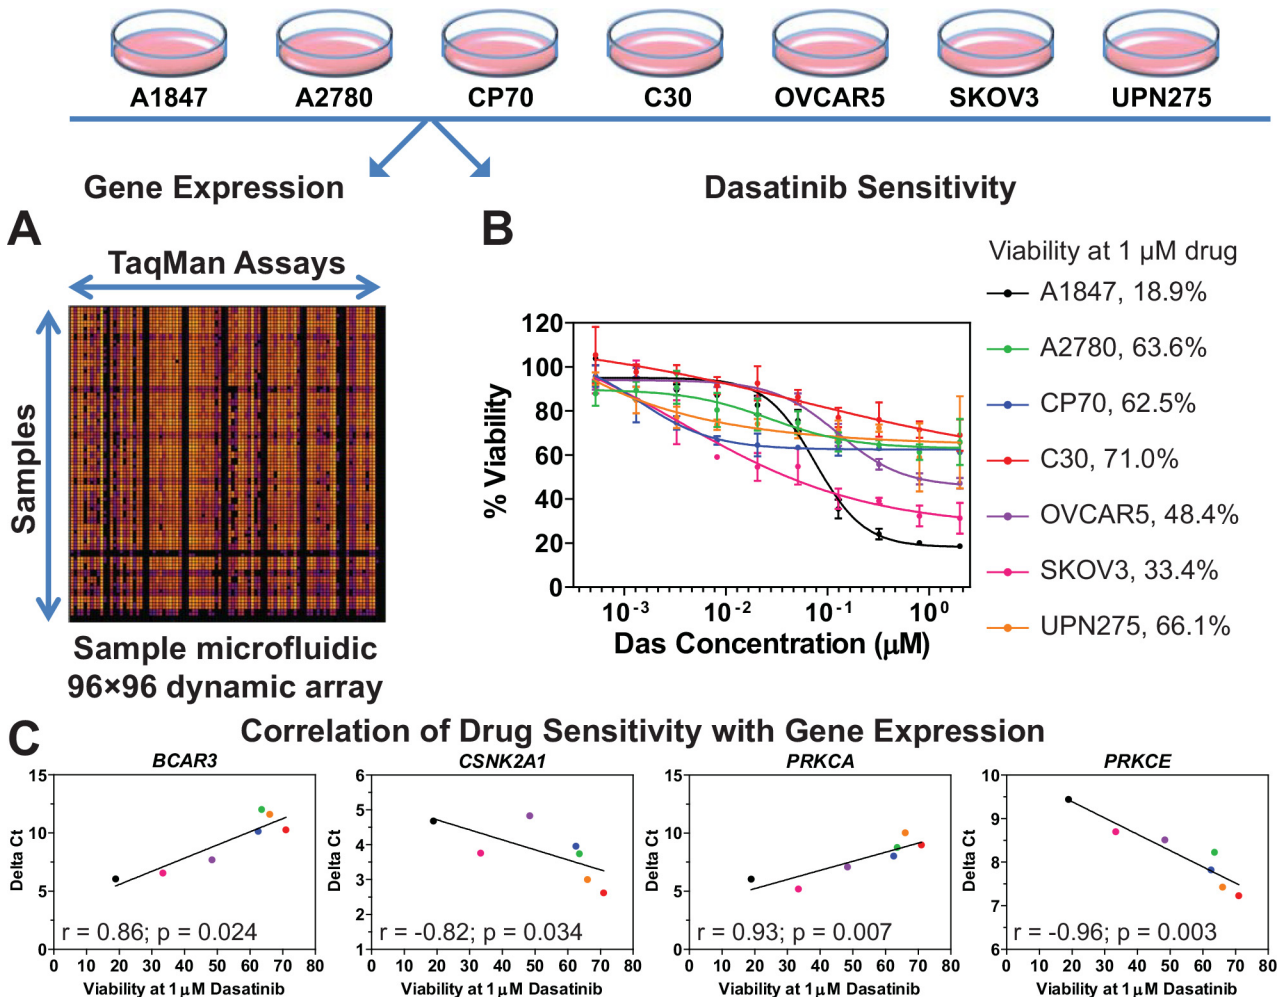 A1847 A2780 CP70 C30 OVCAR5 SKOV3 UPN275
Gene Expression
Dasatinib Sensitivity
A
TaqMan Assays
Samples
Sample microfluidic
96×96 dynamic array
B
Viability at 1 µM drug
A1847, 18.9%
A2780, 63.6%
CP70, 62.5%
C30, 71.0%
OVCAR5, 48.4%
SKOV3, 33.4%
UPN275, 66.1%
% Viability
120
100
80
60
40
20
0
10⁻³ 10⁻² 10⁻¹ 10⁰
Das Concentration (µM)
C
Correlation of Drug Sensitivity with Gene Expression
BCAR3
Delta Ct
15
10
5
0
r = 0.86; p = 0.024
0 10 20 30 40 50 60 70 80
Viability at 1 µM Dasatinib
CSNK2A1
Delta Ct
6
5
4
3
2
1
r = -0.82; p = 0.034
0 10 20 30 40 50 60 70 80
Viability at 1 µM Dasatinib
PRKCA
Delta Ct
15
10
5
0
r = 0.93; p = 0.007
0 10 20 30 40 50 60 70 80
Viability at 1 µM Dasatinib
PRKCE
Delta Ct
10
9
8
7
6
r = -0.96; p = 0.003
0 10 20 30 40 50 60 70 80
Viability at 1 µM Dasatinib